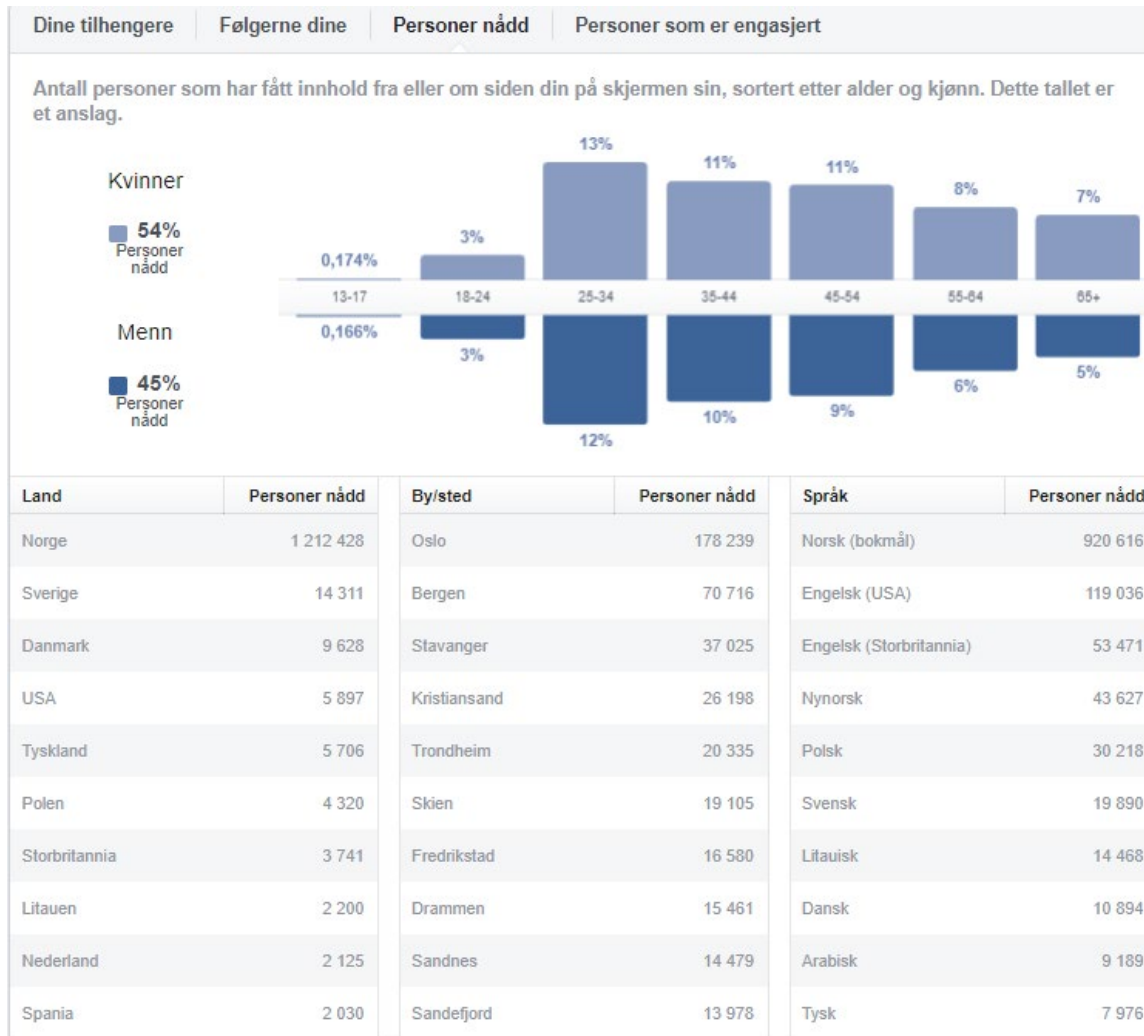 Dine tilhengere Følgerne dine Personer nådd Personer som er engasjert
Antall personer som har fått innhold fra eller om siden din på skjermen sin, sortert etter alder og kjønn. Dette tallet er
et anslag.
Kvinner
54%
Personer
nådd
0,174% 3% 13% 11% 11% 8% 7%
13-17 18-24 25-34 35-44 45-54 55-64 65+
Menn
45%
Personer
nådd
0,166% 3% 12% 10% 9% 6% 5%
Land Personer nådd By/sted Personer nådd Språk Personer nådd
Norge 1 212 428 Oslo 178 239 Norsk (bokmål) 920 616
Sverige 14 311 Bergen 70 716 Engelsk (USA) 119 036
Danmark 9 628 Stavanger 37 025 Engelsk (Storbritannia) 53 471
USA 5 897 Kristiansand 26 198 Nynorsk 43 627
Tyskland 5 706 Trondheim 20 335 Polsk 30 218
Polen 4 320 Skien 19 105 Svensk 19 890
Storbritannia 3 741 Fredrikstad 16 580 Litauisk 14 468
Litauen 2 200 Drammen 15 461 Dansk 10 894
Nederland 2 125 Sandnes 14 479 Arabisk 9 189
Spania 2 030 Sandefjord 13 978 Tysk 7 976